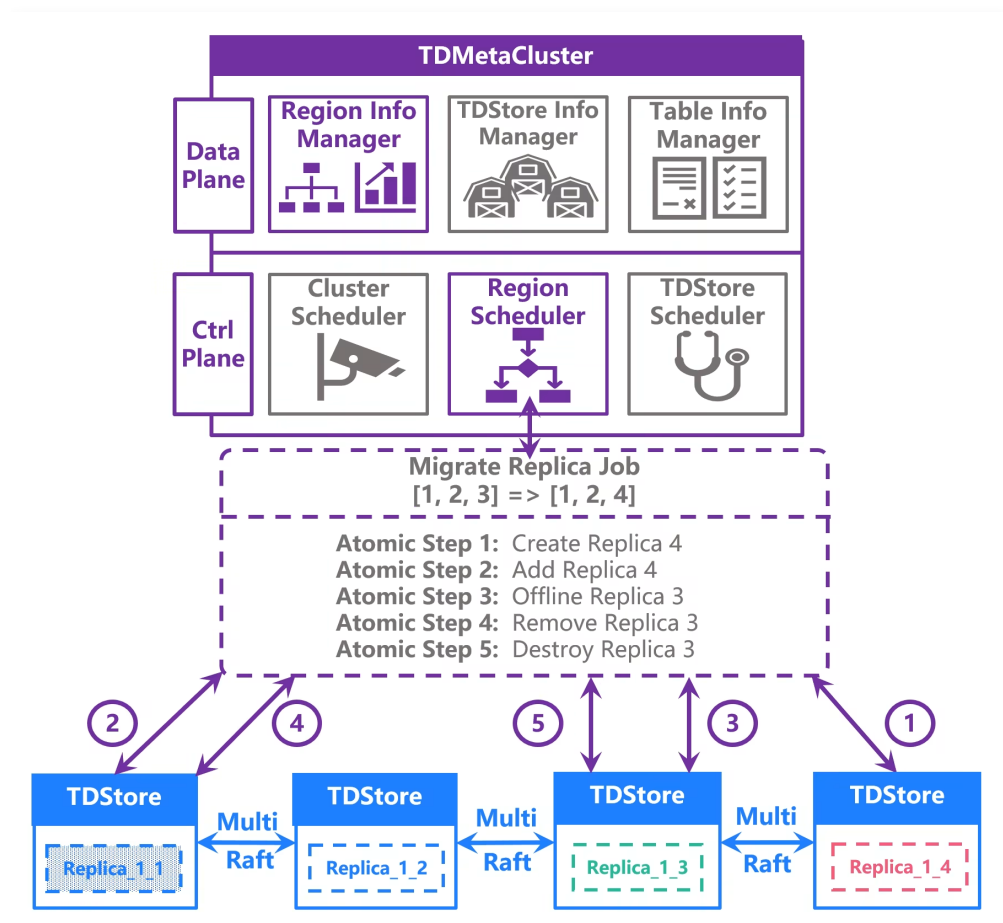 TDMetaCluster
Data
Plane
Region Info
Manager
TDStore Info
Manager
Table Info
Manager
Ctrl
Plane
Cluster
Scheduler
Region
Scheduler
TDStore
Scheduler
Migrate Replica Job
[1, 2, 3] => [1, 2, 4]
Atomic Step 1: Create Replica 4
Atomic Step 2: Add Replica 4
Atomic Step 3: Offline Replica 3
Atomic Step 4: Remove Replica 3
Atomic Step 5: Destroy Replica 3
2
4
5
3
1
TDStore
Replica_1_1
Multi
Raft
TDStore
Replica_1_2
Multi
Raft
TDStore
Replica_1_3
Multi
Raft
TDStore
Replica_1_4